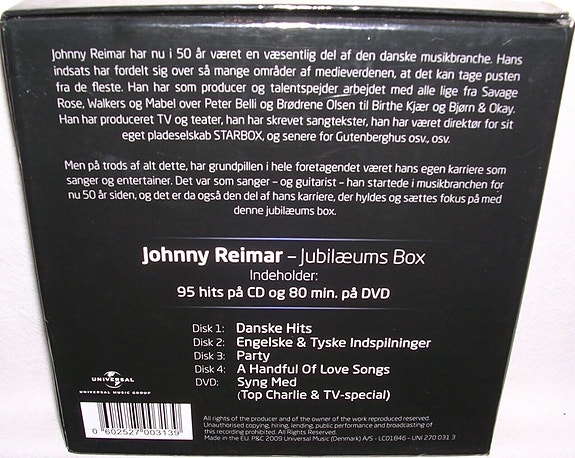 Johnny Reimar har nu i 50 år været en væsentlig del af den danske musikbranche. Hans
indsats har fordelt sig over så mange områder af medieverdenen, at det kan tage pusten
fra de fleste. Han har som producer og talentspejder arbejdet med alle lige fra Savage
Rose, Walkers og Mabel over Peter Belli og Brødrene Olsen til Birthe Kjær og Bjørn & Okay.
Han har produceret TV og teater, han har skrevet sangtekster, han har været direktør for sit
eget pladeselskab STARBOX, og senere for Gutenberghus osv., osv.
Men på trods af alt dette, har grundpillen i hele foretagendet været hans egen karriere som
sanger og entertainer. Det var som sanger – og guitarist – han startede i musikbranchen for
nu 50 år siden, og det er da også den del af hans karriere, der hyldes og sættes fokus på med
denne jubilæums box.
Johnny Reimar – Jubilæums Box
Indeholder:
95 hits på CD og 80 min. på DVD
Disk 1: Danske Hits
Disk 2: Engelske & Tyske Indspilninger
Disk 3: Party
Disk 4: A Handful Of Love Songs
DVD: Syng Med
(Top Charlie & TV-special)
UNIVERSAL
UNIVERSAL MUSIC GROUP
0 602527 003139
All rights of the producer and of the owner of the work reproduced reserved.
Unauthorised copying, hiring, lending, public performance and broadcasting of
this recording prohibited. All Rights Reserved.
Made in the EU. P&C 2009 Universal Music (Denmark) A/S - LC01846 - UNI 270 031 3